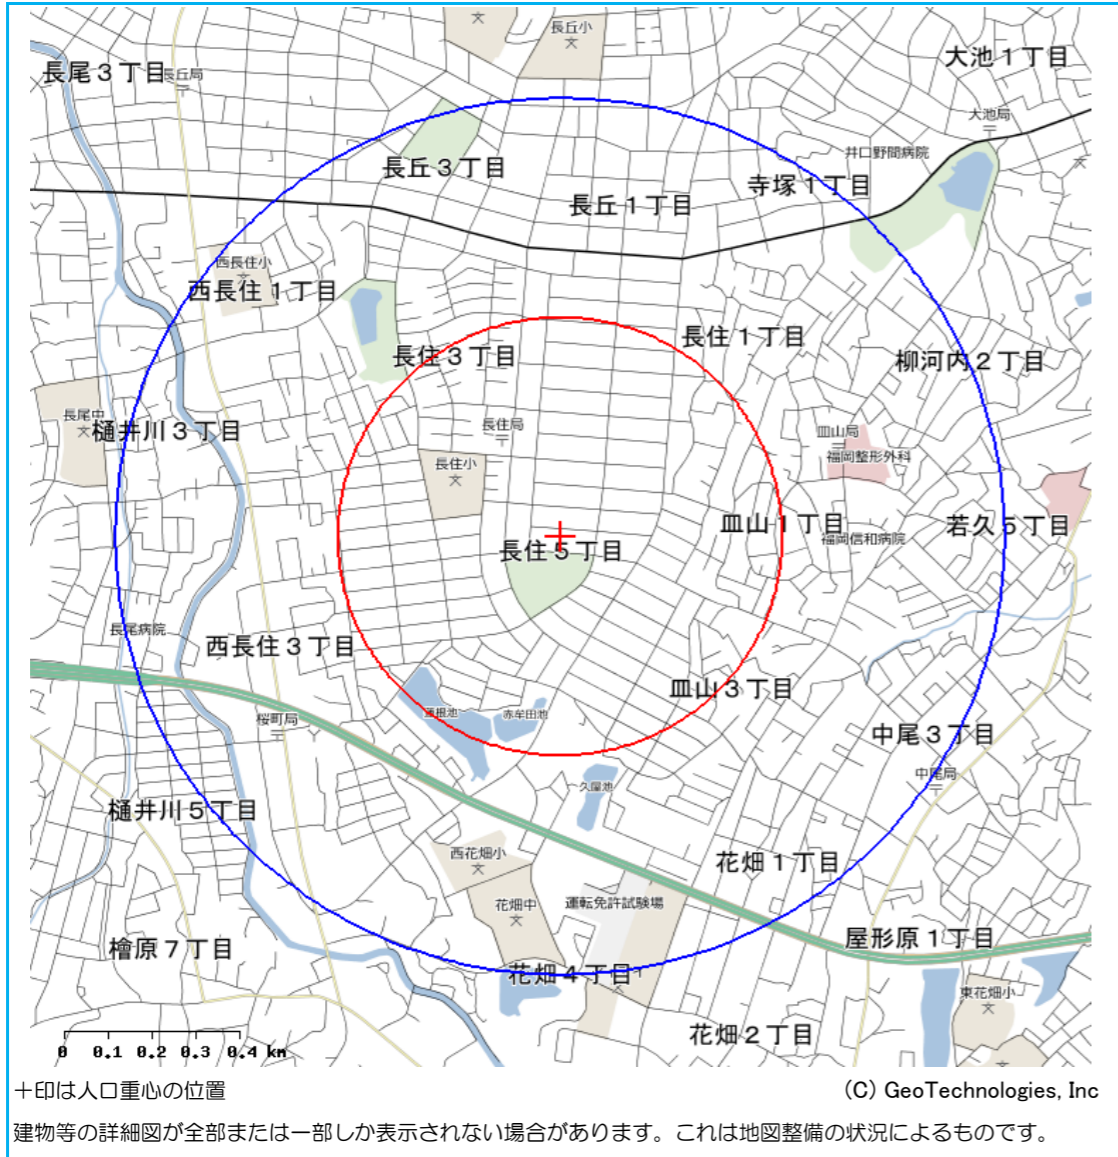 長丘小
大池１丁目
長尾３丁目
長丘局
大池局
井口野間病院
長丘３丁目
寺塚１丁目
長丘１丁目
西長住小
西長住１丁目
長住１丁目
長住３丁目
柳河内２丁目
長尾中
樋井川３丁目
長住局
皿山局
福岡整形外科
長住小
皿山１丁目
若久５丁目
福岡信和病院
長住５丁目
長尾病院
西長住３丁目
皿山３丁目
蓮根池
赤牟田池
桜町局
中尾３丁目
中尾局
久屋池
樋井川５丁目
西花畑小
花畑１丁目
花畑中
運転免許試験場
屋形原１丁目
檜原７丁目
花畑４丁目
東花畑小
花畑２丁目
0 0.1 0.2 0.3 0.4 km
＋印は人口重心の位置
(C) GeoTechnologies, Inc
建物等の詳細図が全部または一部しか表示されない場合があります。これは地図整備の状況によるものです。